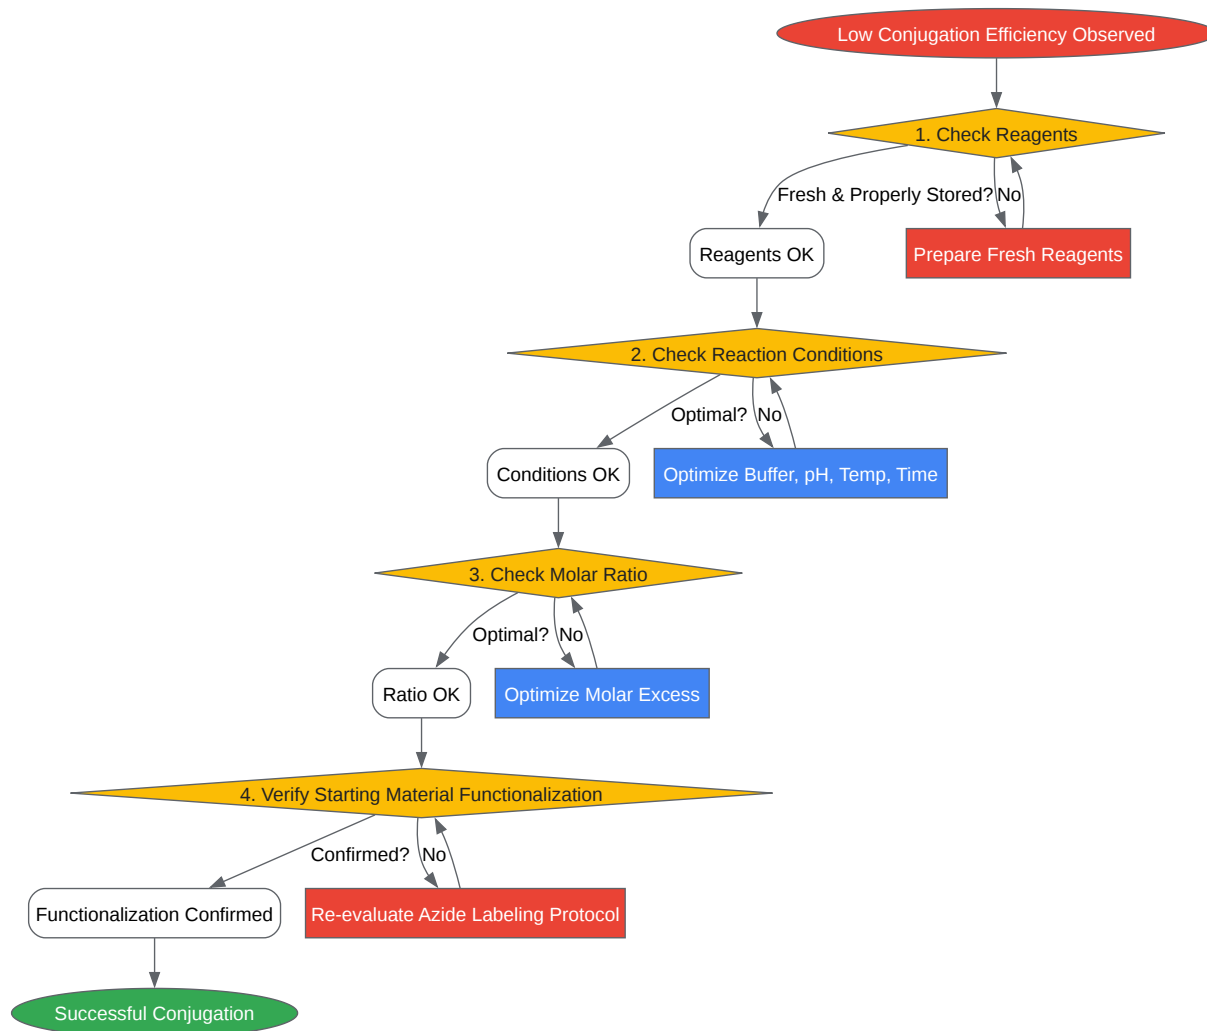 Low Conjugation Efficiency Observed
1. Check Reagents
Fresh & Properly Stored?
No
Reagents OK
Prepare Fresh Reagents
2. Check Reaction Conditions
Optimal?
No
Conditions OK
Optimize Buffer, pH, Temp, Time
3. Check Molar Ratio
Optimal?
No
Ratio OK
Optimize Molar Excess
4. Verify Starting Material Functionalization
Confirmed?
No
Functionalization Confirmed
Re-evaluate Azide Labeling Protocol
Successful Conjugation